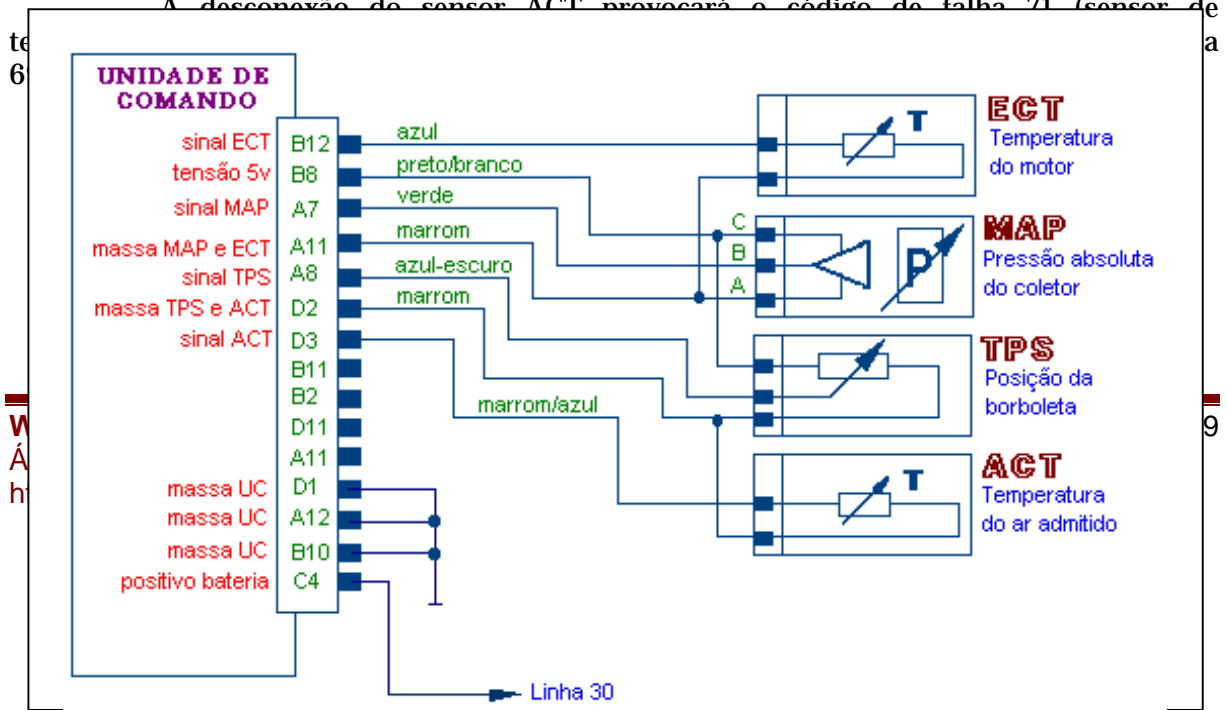 A desconexão do sensor ACT provocará o código de falha 71 (sensor de
te
a
6
UNIDADE DE
COMANDO
sinal ECT B12 azul
tensão 5v B8 preto/branco
sinal MAP A7 verde
massa MAP e ECT A11 marrom
sinal TPS A8 azul-escuro
massa TPS e ACT D2 marrom
sinal ACT D3
B11
B2
marrom/azul
D11
A11
massa UC D1
massa UC A12
massa UC B10
positivo bateria C4
Linha 30
ECT
T
Temperatura
do motor
C
B
A
P
MAP
Pressão absoluta
do coletor
TPS
Posição da
borboleta
ACT
T
Temperatura
do ar admitido
W
9
Á